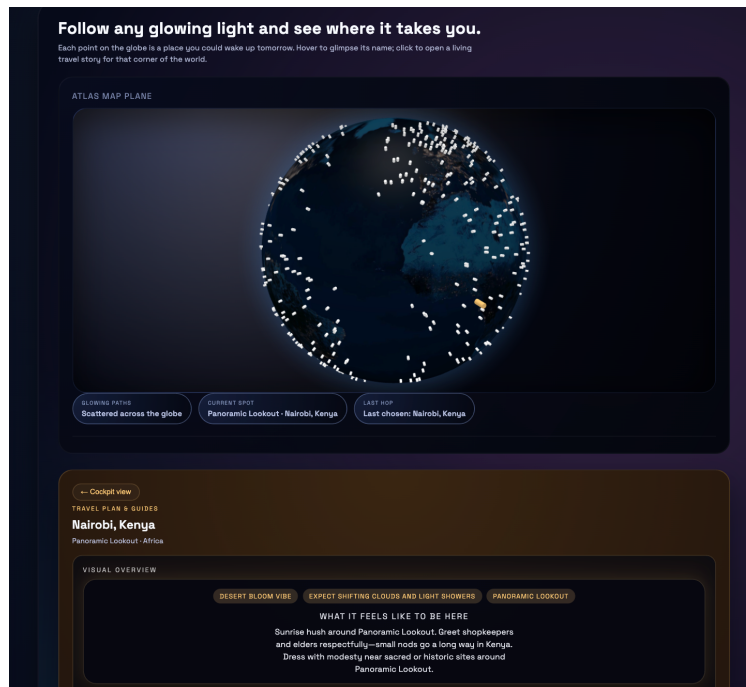 Follow any glowing light and see where it takes you.
Each point on the globe is a place you could wake up tomorrow. Hover to glimpse its name; click to open a living
travel story for that corner of the world.
ATLAS MAP PLANE
GLOWING PATHS
Scattered across the globe
CURRENT SPOT
Panoramic Lookout · Nairobi, Kenya
LAST HOP
Last chosen: Nairobi, Kenya
← Cockpit view
TRAVEL PLAN & GUIDES
Nairobi, Kenya
Panoramic Lookout · Africa
VISUAL OVERVIEW
DESERT BLOOM VIBE
EXPECT SHIFTING CLOUDS AND LIGHT SHOWERS
PANORAMIC LOOKOUT
WHAT IT FEELS LIKE TO BE HERE
Sunrise hush around Panoramic Lookout. Greet shopkeepers
and elders respectfully—small nods go a long way in Kenya.
Dress with modesty near sacred or historic sites around
Panoramic Lookout.